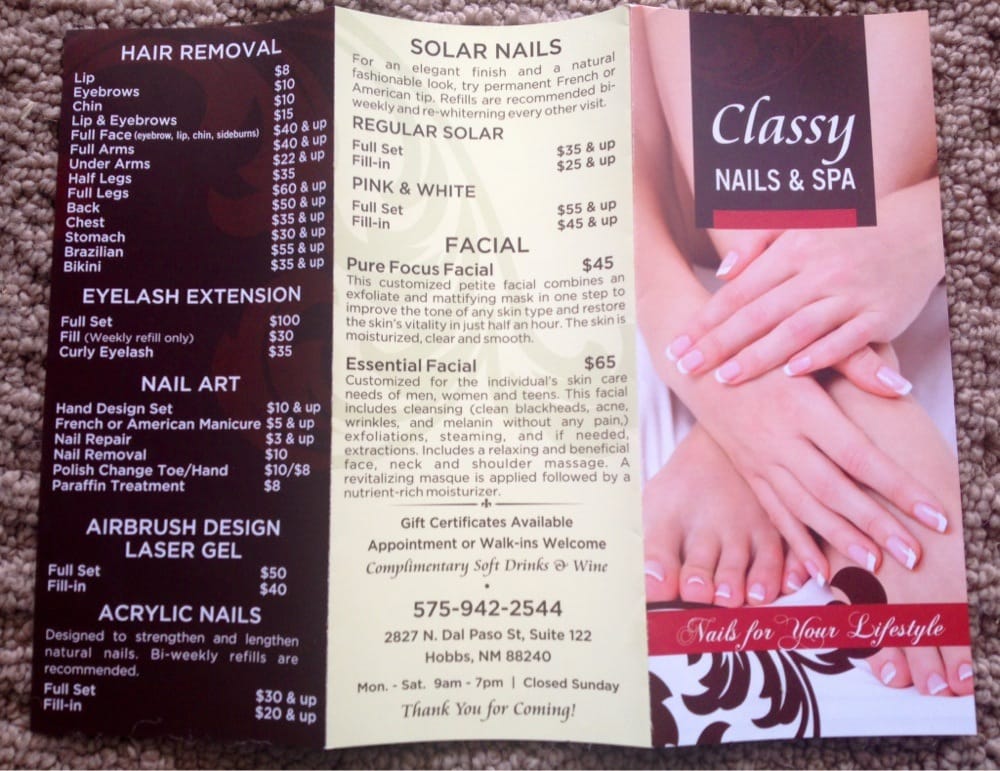 HAIR REMOVAL
Lip $8
Eyebrows $10
Chin $10
Lip & Eyebrows $15
Full Face (eyebrow, lip, chin, sideburns) $40 & up
Full Arms $40 & up
Under Arms $22 & up
Half Legs $35
Full Legs $60 & up
Back $50 & up
Chest $35 & up
Stomach $30 & up
Brazilian $55 & up
Bikini $35 & up
EYELASH EXTENSION
Full Set $100
Fill (Weekly refill only) $30
Curly Eyelash $35
NAIL ART
Hand Design Set $10 & up
French or American Manicure $5 & up
Nail Repair $3 & up
Nail Removal $10
Polish Change Toe/Hand $10/$8
Paraffin Treatment $8
AIRBRUSH DESIGN
LASER GEL
Full Set $50
Fill-in $40
ACRYLIC NAILS
Designed to strengthen and lengthen
natural nails. Bi-weekly refills are
recommended.
Full Set $30 & up
Fill-in $20 & up
SOLAR NAILS
For an elegant finish and a natural
fashionable look, try permanent French or
American tip. Refills are recommended bi-
weekly and re-whiterning every other visit.
REGULAR SOLAR
Full Set $35 & up
Fill-in $25 & up
PINK & WHITE
Full Set $55 & up
Fill-in $45 & up
FACIAL
Pure Focus Facial $45
This customized petite facial combines an
exfoliate and mattifying mask in one step to
improve the tone of any skin type and restore
the skin's vitality in just half an hour. The skin is
moisturized, clear and smooth.
Essential Facial $65
Customized for the individual's skin care
needs of men, women and teens. This facial
includes cleansing (clean blackheads, acne,
wrinkles, and melanin without any pain,)
exfoliations, steaming, and if needed,
extractions. Includes a relaxing and beneficial
face, neck and shoulder massage. A
revitalizing masque is applied followed by a
nutrient-rich moisturizer.
Gift Certificates Available
Appointment or Walk-ins Welcome
Complimentary Soft Drinks & Wine
•
575-942-2544
2827 N. Dal Paso St, Suite 122
Hobbs, NM 88240
Mon. - Sat. 9am - 7pm | Closed Sunday
Thank You for Coming!
Classy
NAILS & SPA
Nails for Your Lifestyle